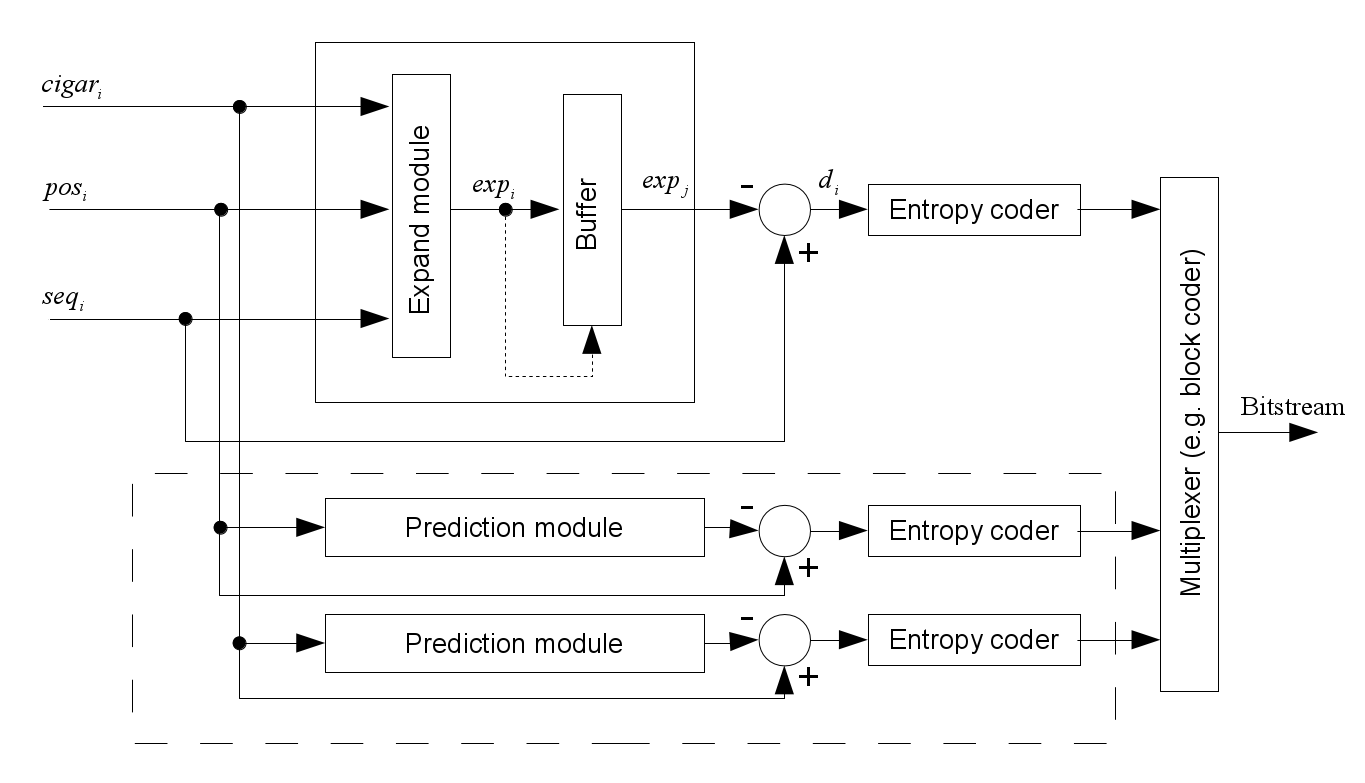 cigar_i
pos_i
seq_i
Expand module
exp_i
Buffer
exp_j
-
+
d_i
Entropy coder
Multiplexer (e.g. block coder)
Bitstream
Prediction module
-
+
Entropy coder
Prediction module
-
+
Entropy coder